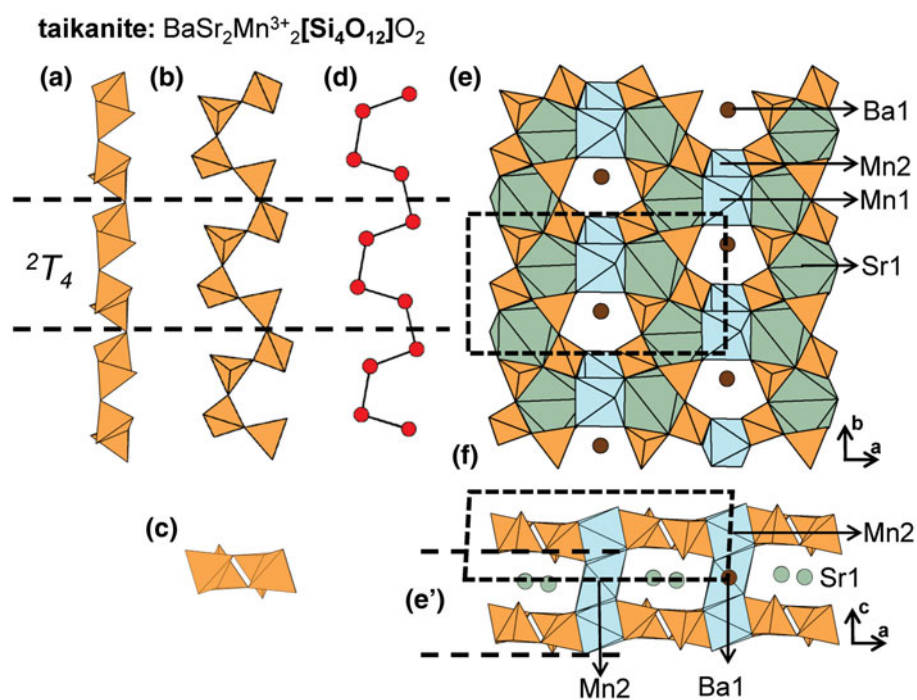 taikanite: BaSr₂Mn³⁺₂[Si₄O₁₂]O₂
(a) (b) (d) (e)
Ba1
Mn2
Mn1
²T₄
Sr1
b
a
(f)
(c)
Mn2
Sr1
(e')
c
a
Mn2 Ba1